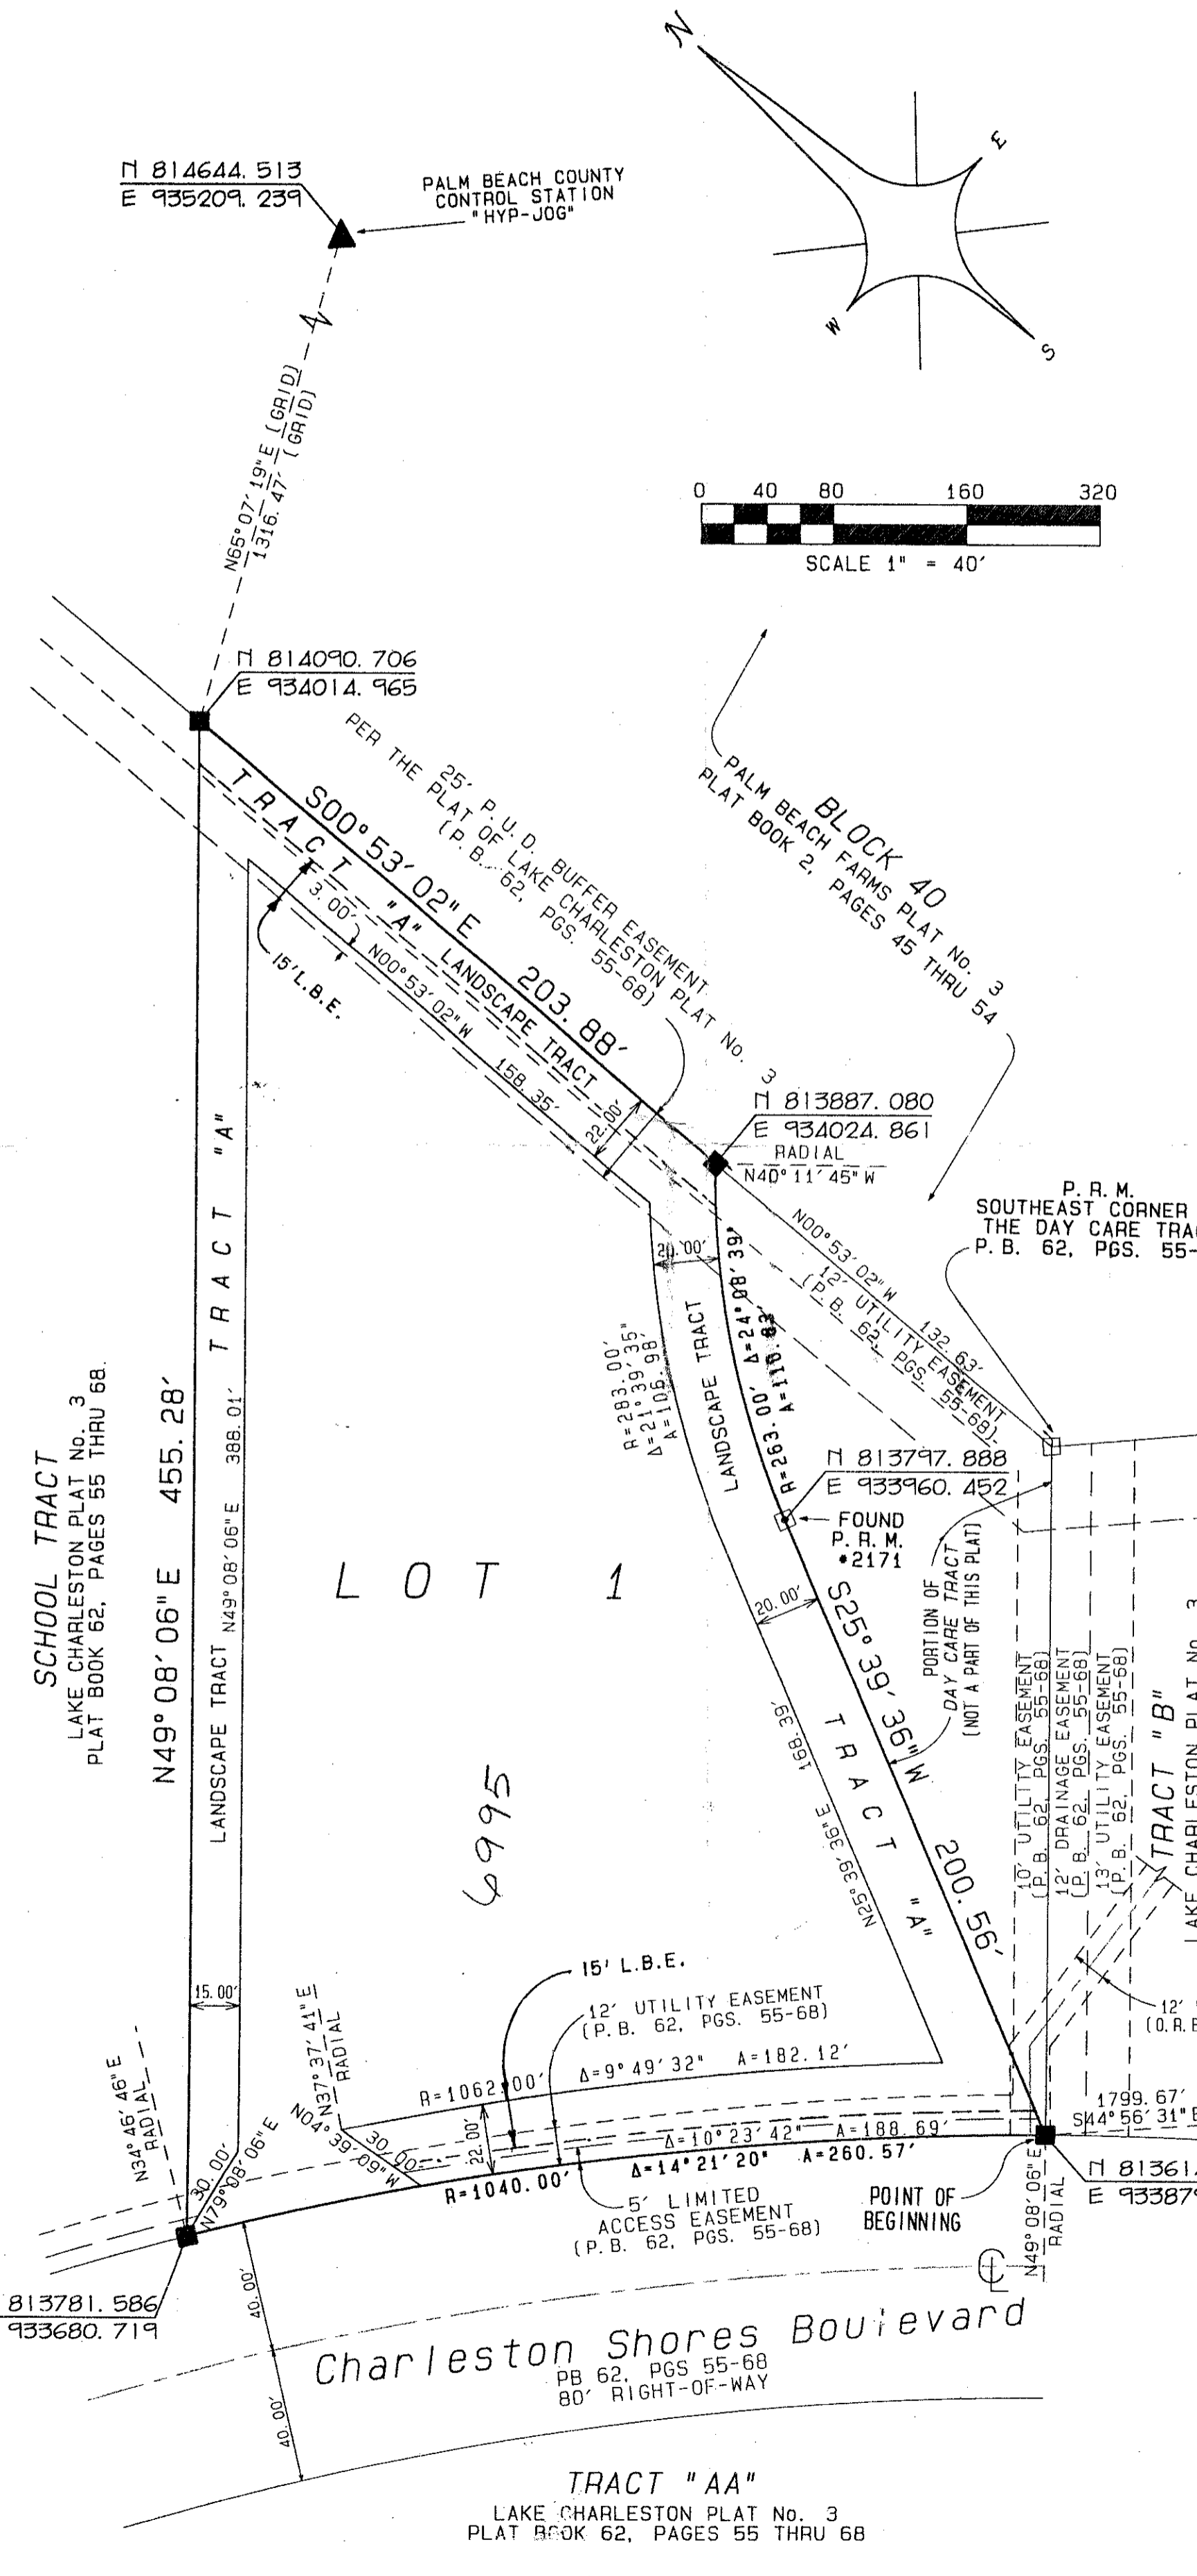 N
E
W
S
N 814644.513
E 935209.239
PALM BEACH COUNTY
CONTROL STATION
"HYP-JOG"
N65°07'19"E (GRID)
1316.47' (GRID)
0 40 80 160 320
SCALE 1" = 40'
N 814090.706
E 934014.965
25' P.U.D. BUFFER EASEMENT
PER THE PLAT OF LAKE CHARLESTON PLAT No. 3
(P.B. 62, PGS. 55-68)
BLOCK 40
PALM BEACH FARMS PLAT No. 3
PLAT BOOK 2, PAGES 45 THRU 54
S00°53'02"E 203.88'
TRACT "A" LANDSCAPE TRACT
3.00'
15' L.B.E.
N00°53'02"W 158.35'
22.00'
N 813887.080
E 934024.861
RADIAL
N40°11'45"W
P.R.M.
SOUTHEAST CORNER
THE DAY CARE
P.B. 62, PGS. 55-
N00°53'02"W 132.63'
12' UTILITY EASEMENT
(P.B. 62, PGS. 55-68)
20.00'
R=263.00' Δ=24°08'39"
R=283.00'
Δ=21°39'35"
A=106.98'
LANDSCAPE TRACT
N 813797.888
E 933960.452
FOUND
P.R.M.
#2171
SCHOOL TRACT
LAKE CHARLESTON PLAT No. 3
PLAT BOOK 62, PAGES 55 THRU 68.
N49°08'06"E 455.28'
LANDSCAPE TRACT N49°08'06"E 388.01' TRACT "A"
LOT 1
6995
20.00'
S25°39'36"W 200.56'
TRACT "A"
N25°39'36"E 168.39'
PORTION OF
DAY CARE TRACT
(NOT A PART OF THIS PLAT)
10' UTILITY EASEMENT
(P.B. 62, PGS. 55-68)
12' DRAINAGE EASEMENT
(P.B. 62, PGS. 55-68)
13' UTILITY EASEMENT
(P.B. 62, PGS. 55-68)
TRACT "B"
LAKE CHARLESTON PLAT No. 3
12'
(O.R.B
15.00'
15' L.B.E.
12' UTILITY EASEMENT
(P.B. 62, PGS. 55-68)
N37°37'41"E
RADIAL
N34°46'46"E
RADIAL
R=1062.00' Δ=9°49'32" A=182.12'
N04°39'09"W
30.00'
22.00'
Δ=10°23'42" A=188.69'
R=1040.00' Δ=14°21'20" A=260.57'
30.00'
N79°08'06"E
5' LIMITED
ACCESS EASEMENT
(P.B. 62, PGS. 55-68)
POINT OF
BEGINNING
1799.67'
S44°56'31"E
N 81361
E 933879
N49°08'06"E
RADIAL
813781.586
933680.719
40.00'
40.00'
CL
Charleston Shores Boulevard
PB 62, PGS 55-68
80' RIGHT-OF-WAY
TRACT "AA"
LAKE CHARLESTON PLAT No. 3
PLAT BOOK 62, PAGES 55 THRU 68